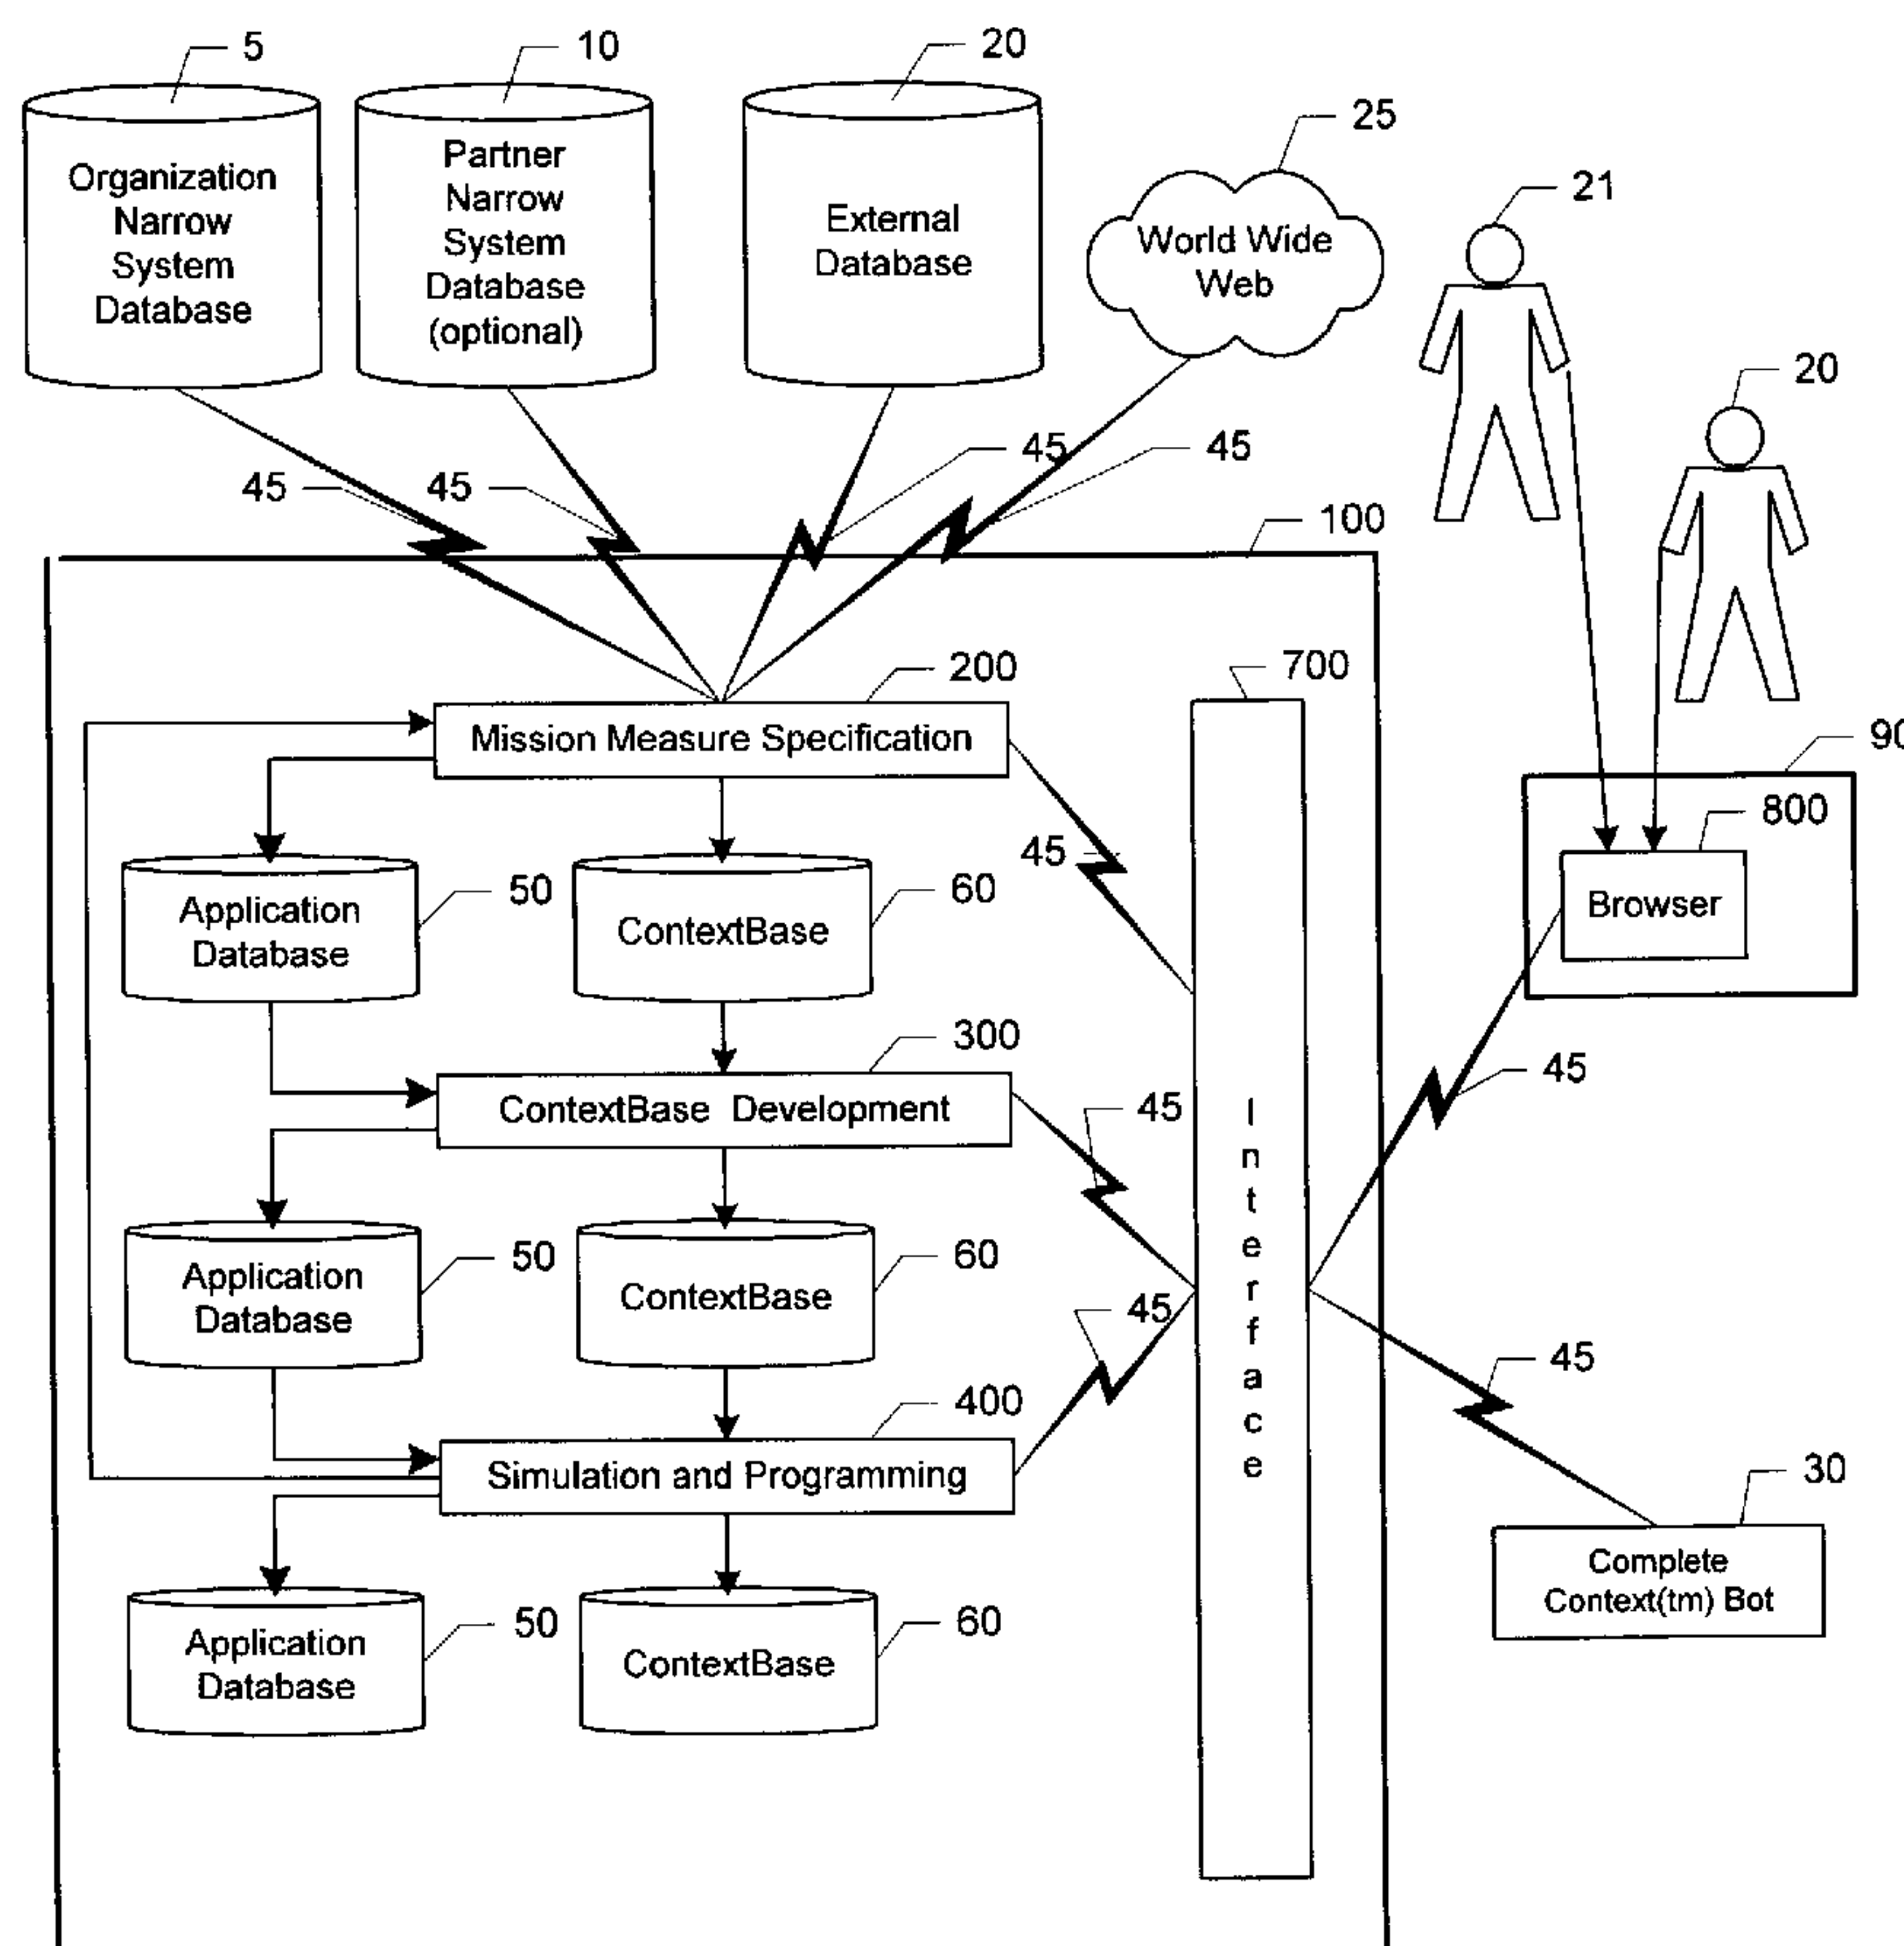 5
10
20
25
21
20
Organization
Narrow
System
Database
Partner
Narrow
System
Database
(optional)
External
Database
World Wide
Web
45
45
45
45
100
200
700
Mission Measure Specification
90
800
Browser
45
Application
Database
50
ContextBase
60
300
ContextBase Development
45
45
Interface
Application
Database
50
ContextBase
60
45
45
400
Simulation and Programming
30
Complete
Context(tm) Bot
Application
Database
50
ContextBase
60